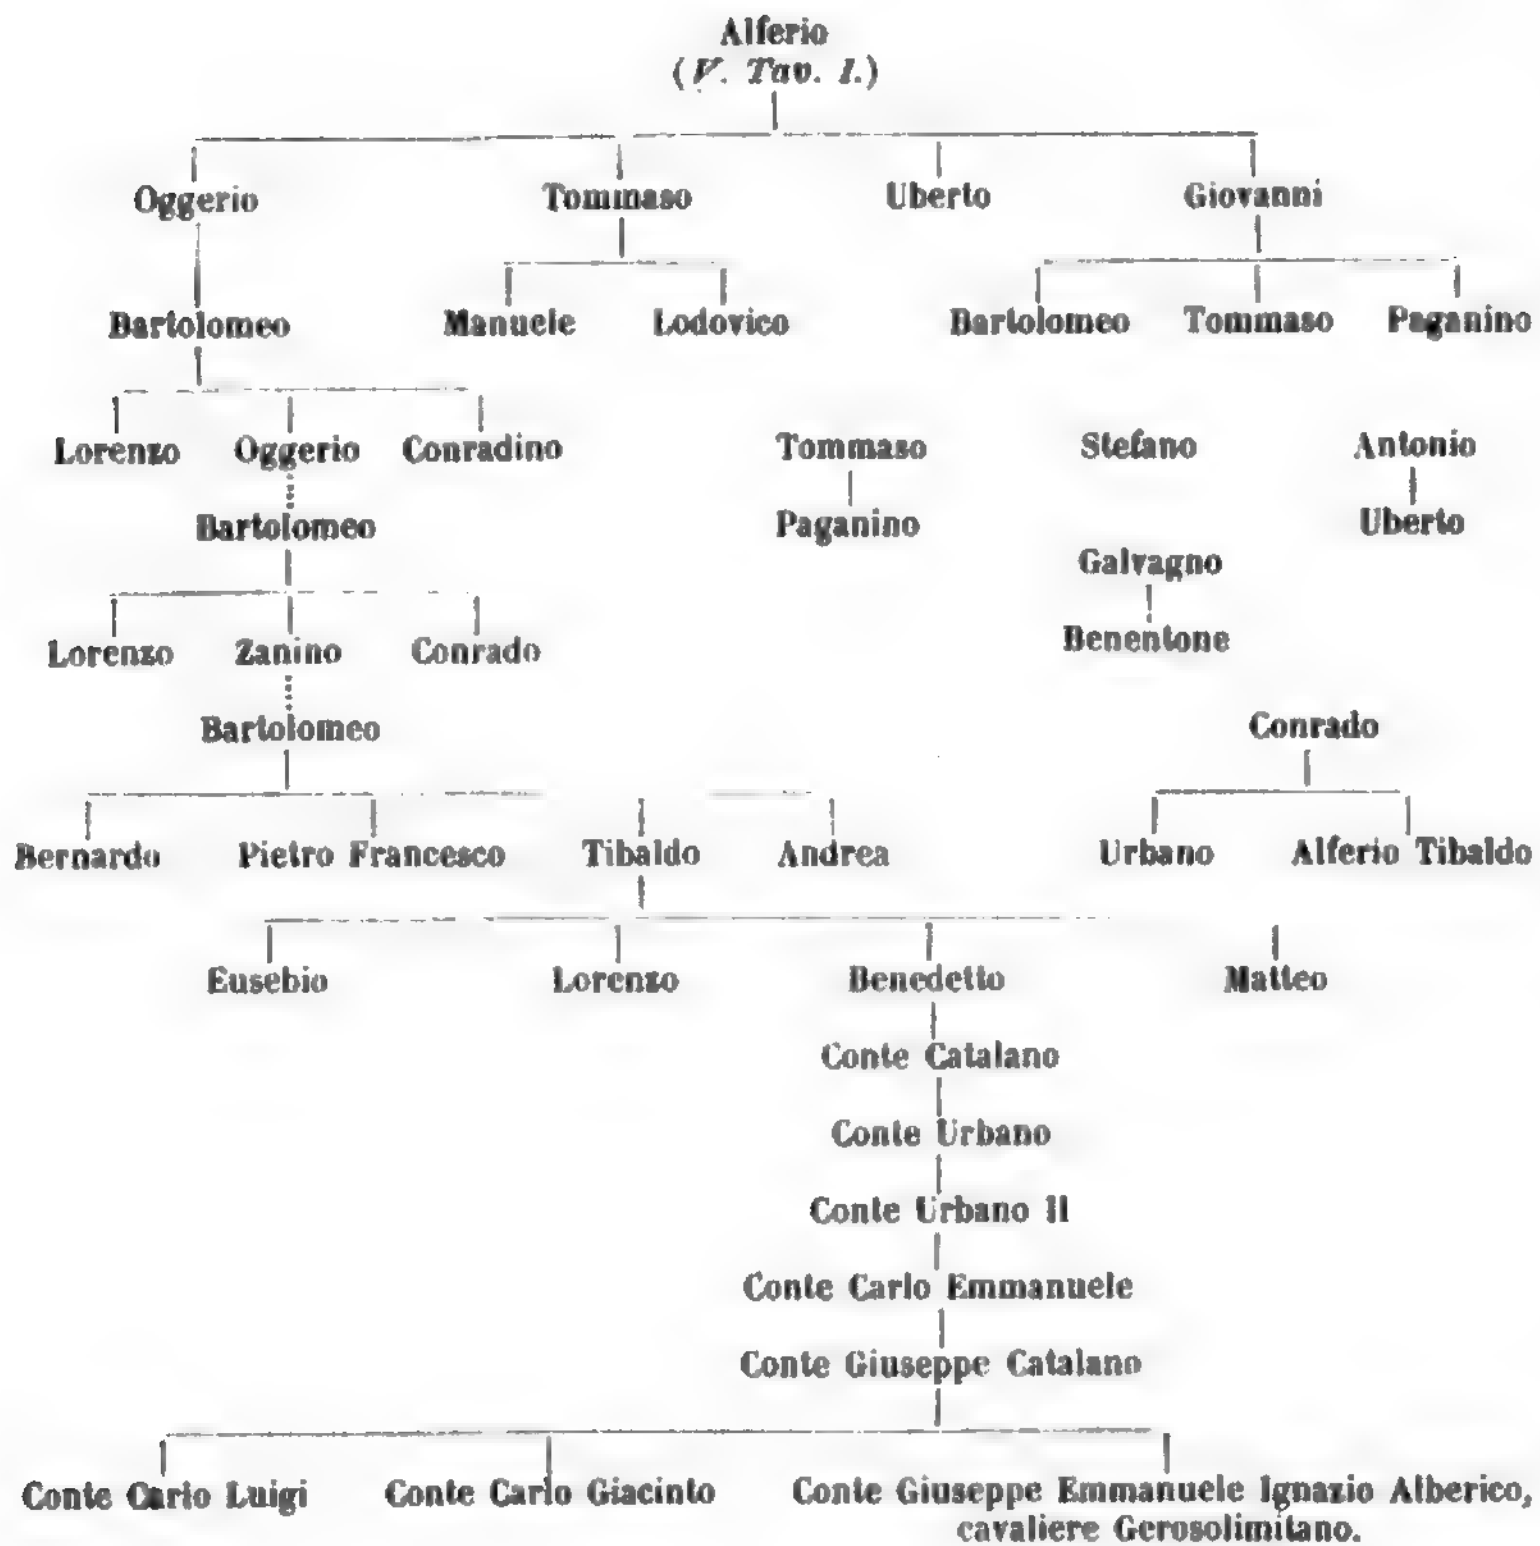 Alferio
(V. Tav. I.)
Oggerio Tommaso Uberto Giovanni
Bartolomeo Manuele Lodovico Bartolomeo Tommaso Paganino
Lorenzo Oggerio Conradino Tommaso Stefano Antonio
Bartolomeo Paganino Uberto
Galvagno
Lorenzo Zanino Conrado Benentone
Bartolomeo Conrado
Bernardo Pietro Francesco Tibaldo Andrea Urbano Alferio Tibaldo
Eusebio Lorenzo Benedetto Matteo
Conte Catalano
Conte Urbano
Conte Urbano II
Conte Carlo Emmanuele
Conte Giuseppe Catalano
Conte Carlo Luigi Conte Carlo Giacinto Conte Giuseppe Emmanuele Ignazio Alberico,
cavaliere Gerosolimitano.